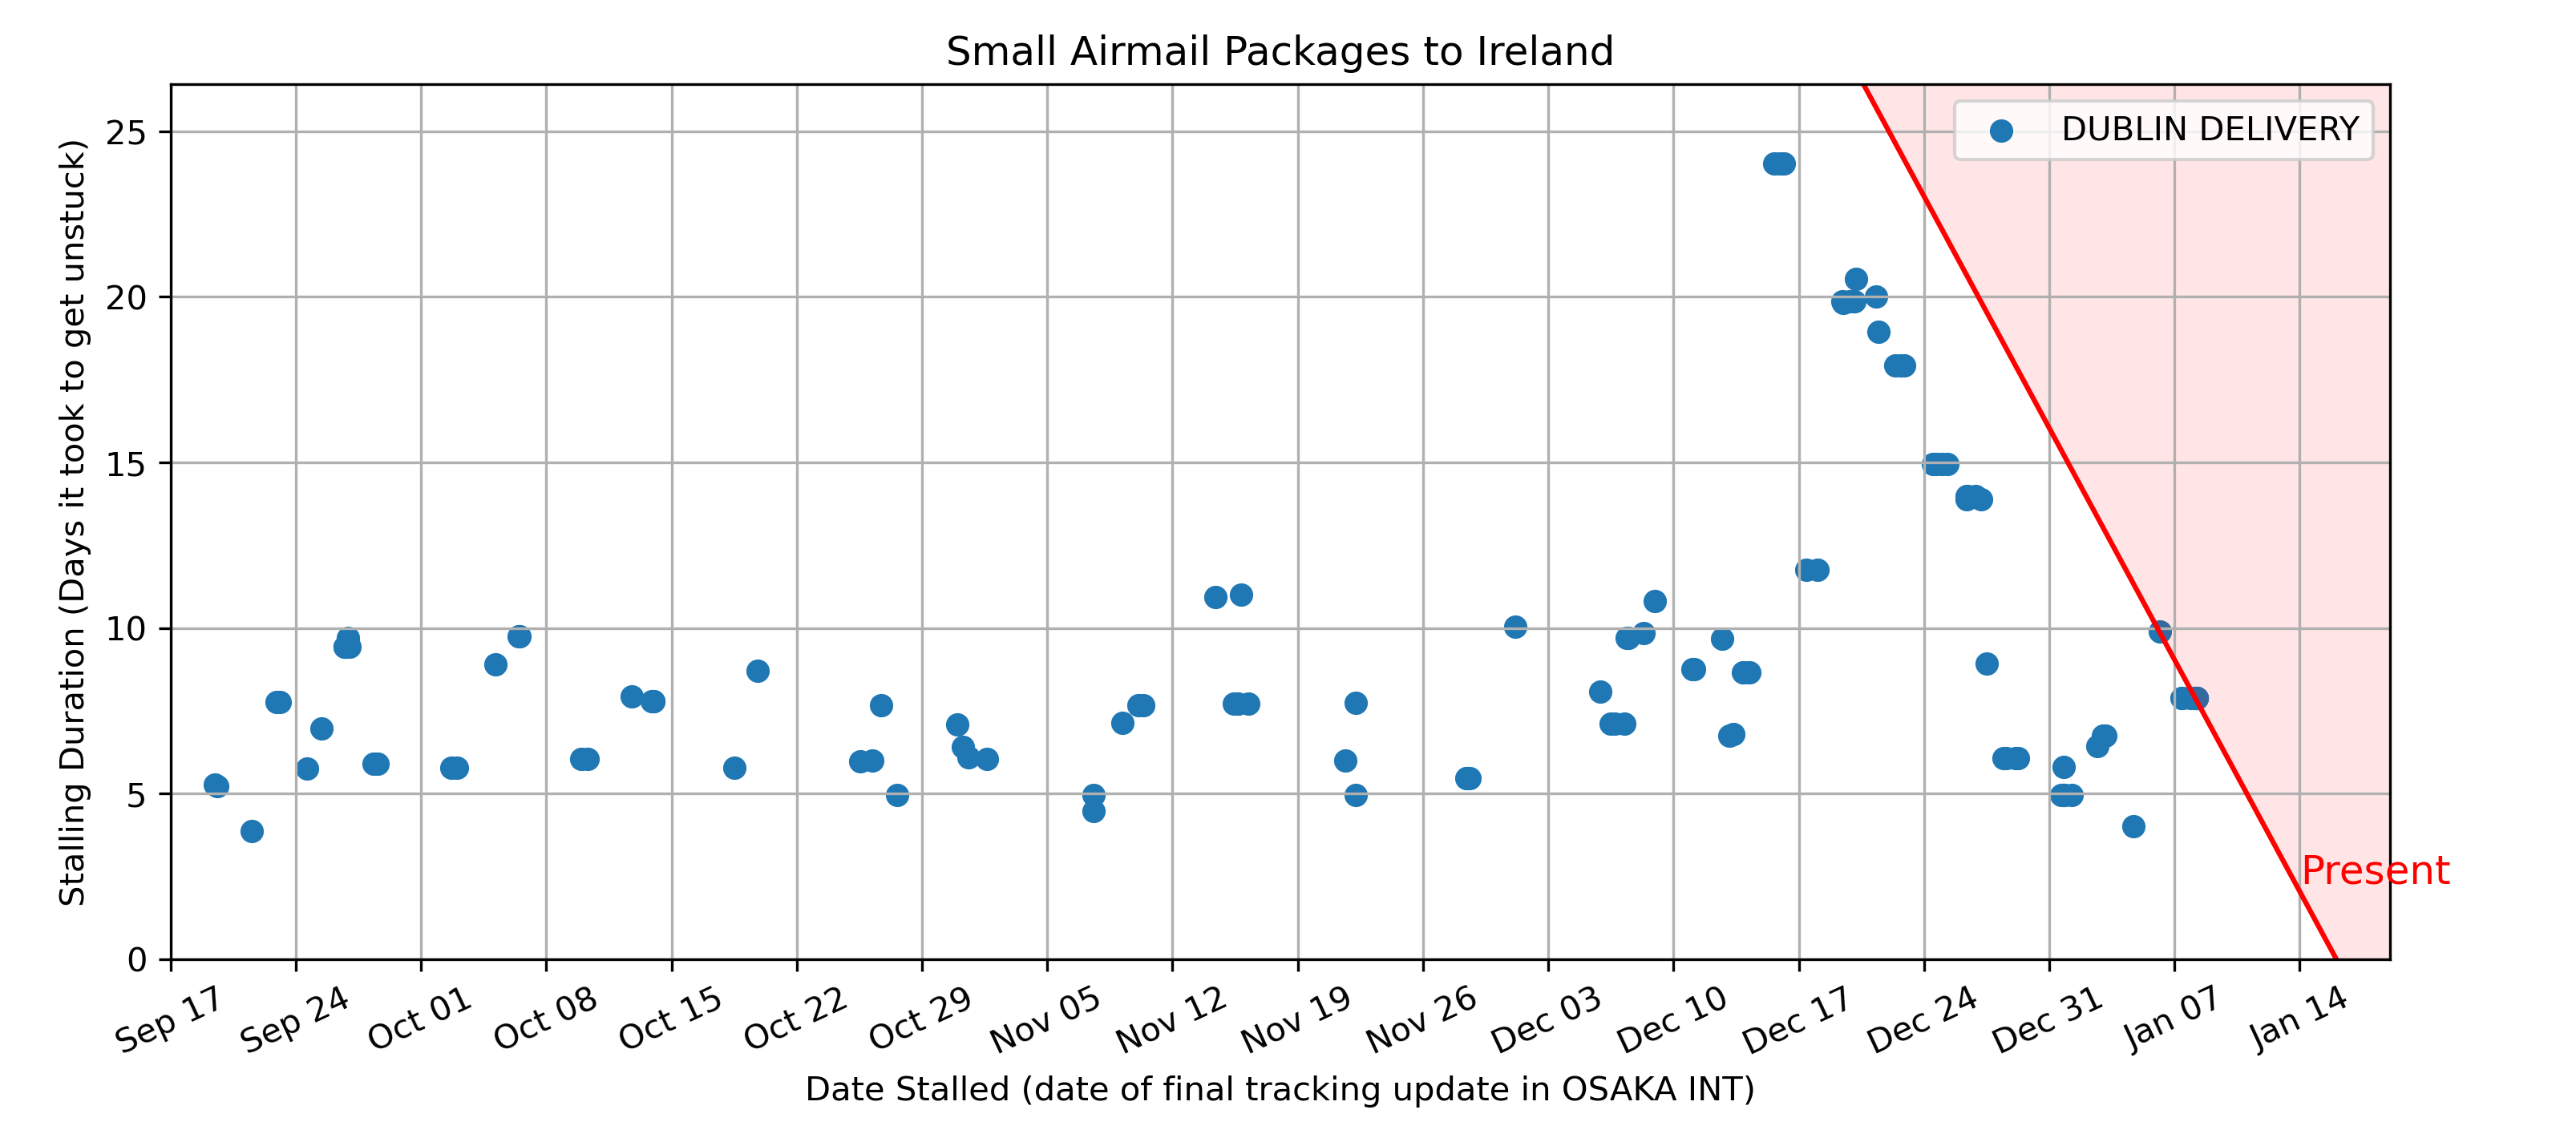 Small Airmail Packages to Ireland
DUBLIN DELIVERY
Stalling Duration (Days it took to get unstuck)
25
20
15
10
5
0
Present
Sep 17
Sep 24
Oct 01
Oct 08
Oct 15
Oct 22
Oct 29
Nov 05
Nov 12
Nov 19
Nov 26
Dec 03
Dec 10
Dec 17
Dec 24
Dec 31
Jan 07
Jan 14
Date Stalled (date of final tracking update in OSAKA INT)